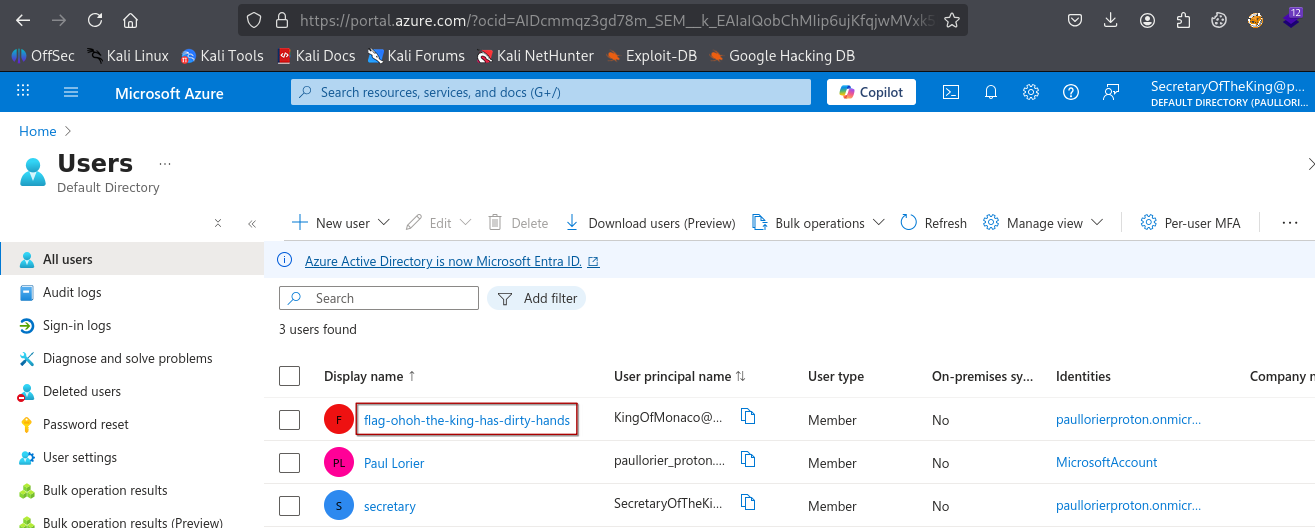 https://portal.azure.com/?ocid=AIDcmmqz3gd78m_SEM__k_EAIaIQobChMIip6ujKfqjwMVxk5
12
OffSec Kali Linux Kali Tools Kali Docs Kali Forums Kali NetHunter Exploit-DB Google Hacking DB
Microsoft Azure
Search resources, services, and docs (G+/)
Copilot
SecretaryOfTheKing@p...
DEFAULT DIRECTORY (PAULLORI...
Home
Users ...
Default Directory
New user Edit Delete Download users (Preview) Bulk operations Refresh Manage view Per-user MFA ...
All users
Audit logs
Sign-in logs
Diagnose and solve problems
Deleted users
Password reset
User settings
Bulk operation results
Bulk operation results (Preview)
Azure Active Directory is now Microsoft Entra ID.
Search Add filter
3 users found
Display name ↑ User principal name ↑↓ User type On-premises sy... Identities Company n
F flag-ohoh-the-king-has-dirty-hands KingOfMonaco@... Member No paullorierproton.onmicr...
PL Paul Lorier paullorier_proton.... Member No MicrosoftAccount
S secretary SecretaryOfTheKi... Member No paullorierproton.onmicr...